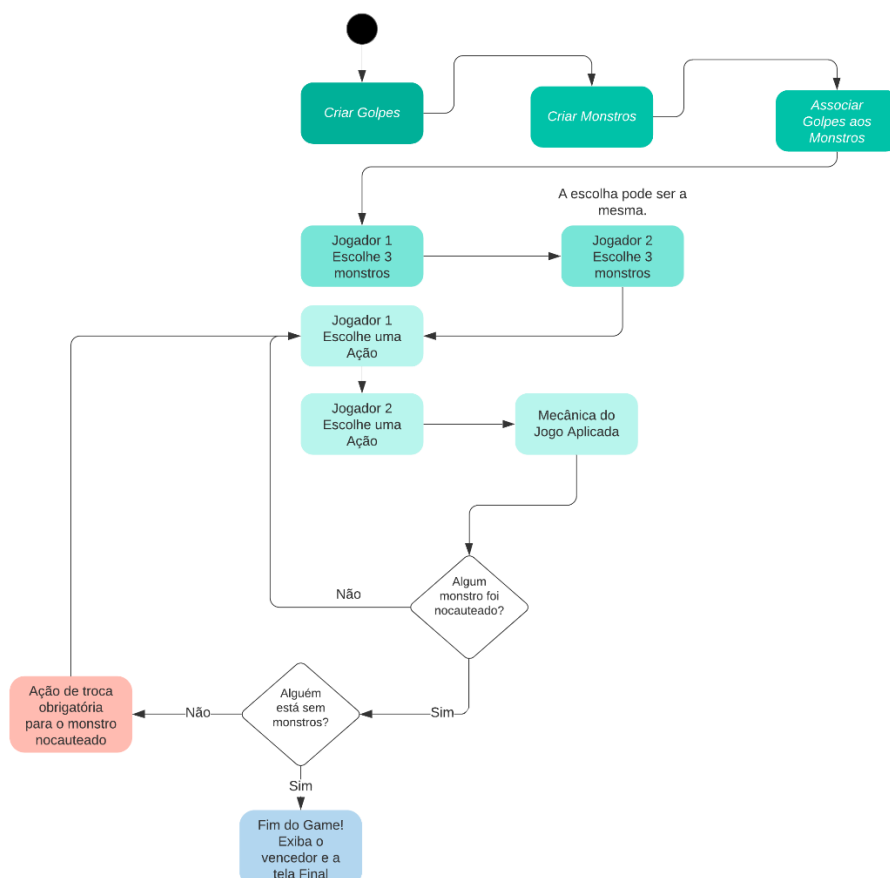 Criar Golpes
Criar Monstros
Associar
Golpes aos
Monstros
A escolha pode ser a
mesma.
Jogador 1
Escolhe 3
monstros
Jogador 2
Escolhe 3
monstros
Jogador 1
Escolhe uma
Ação
Jogador 2
Escolhe uma
Ação
Mecânica do
Jogo Aplicada
Algum
monstro foi
nocauteado?
Não
Sim
Alguém
está sem
monstros?
Não
Ação de troca
obrigatória
para o monstro
nocauteado
Sim
Fim do Game!
Exiba o
vencedor e a
tela Final